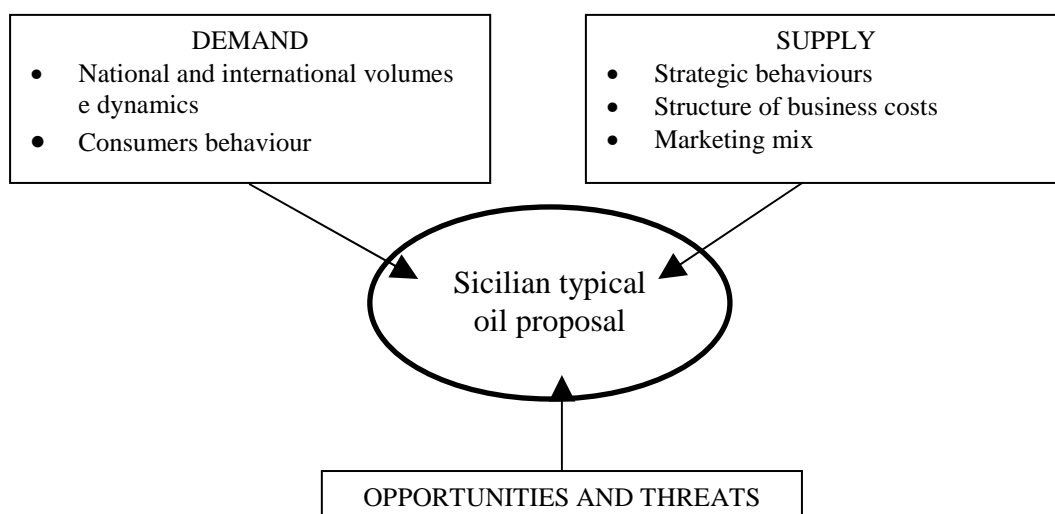 DEMAND
• National and international volumes
e dynamics
• Consumers behaviour
SUPPLY
• Strategic behaviours
• Structure of business costs
• Marketing mix
Sicilian typical
oil proposal
OPPORTUNITIES AND THREATS